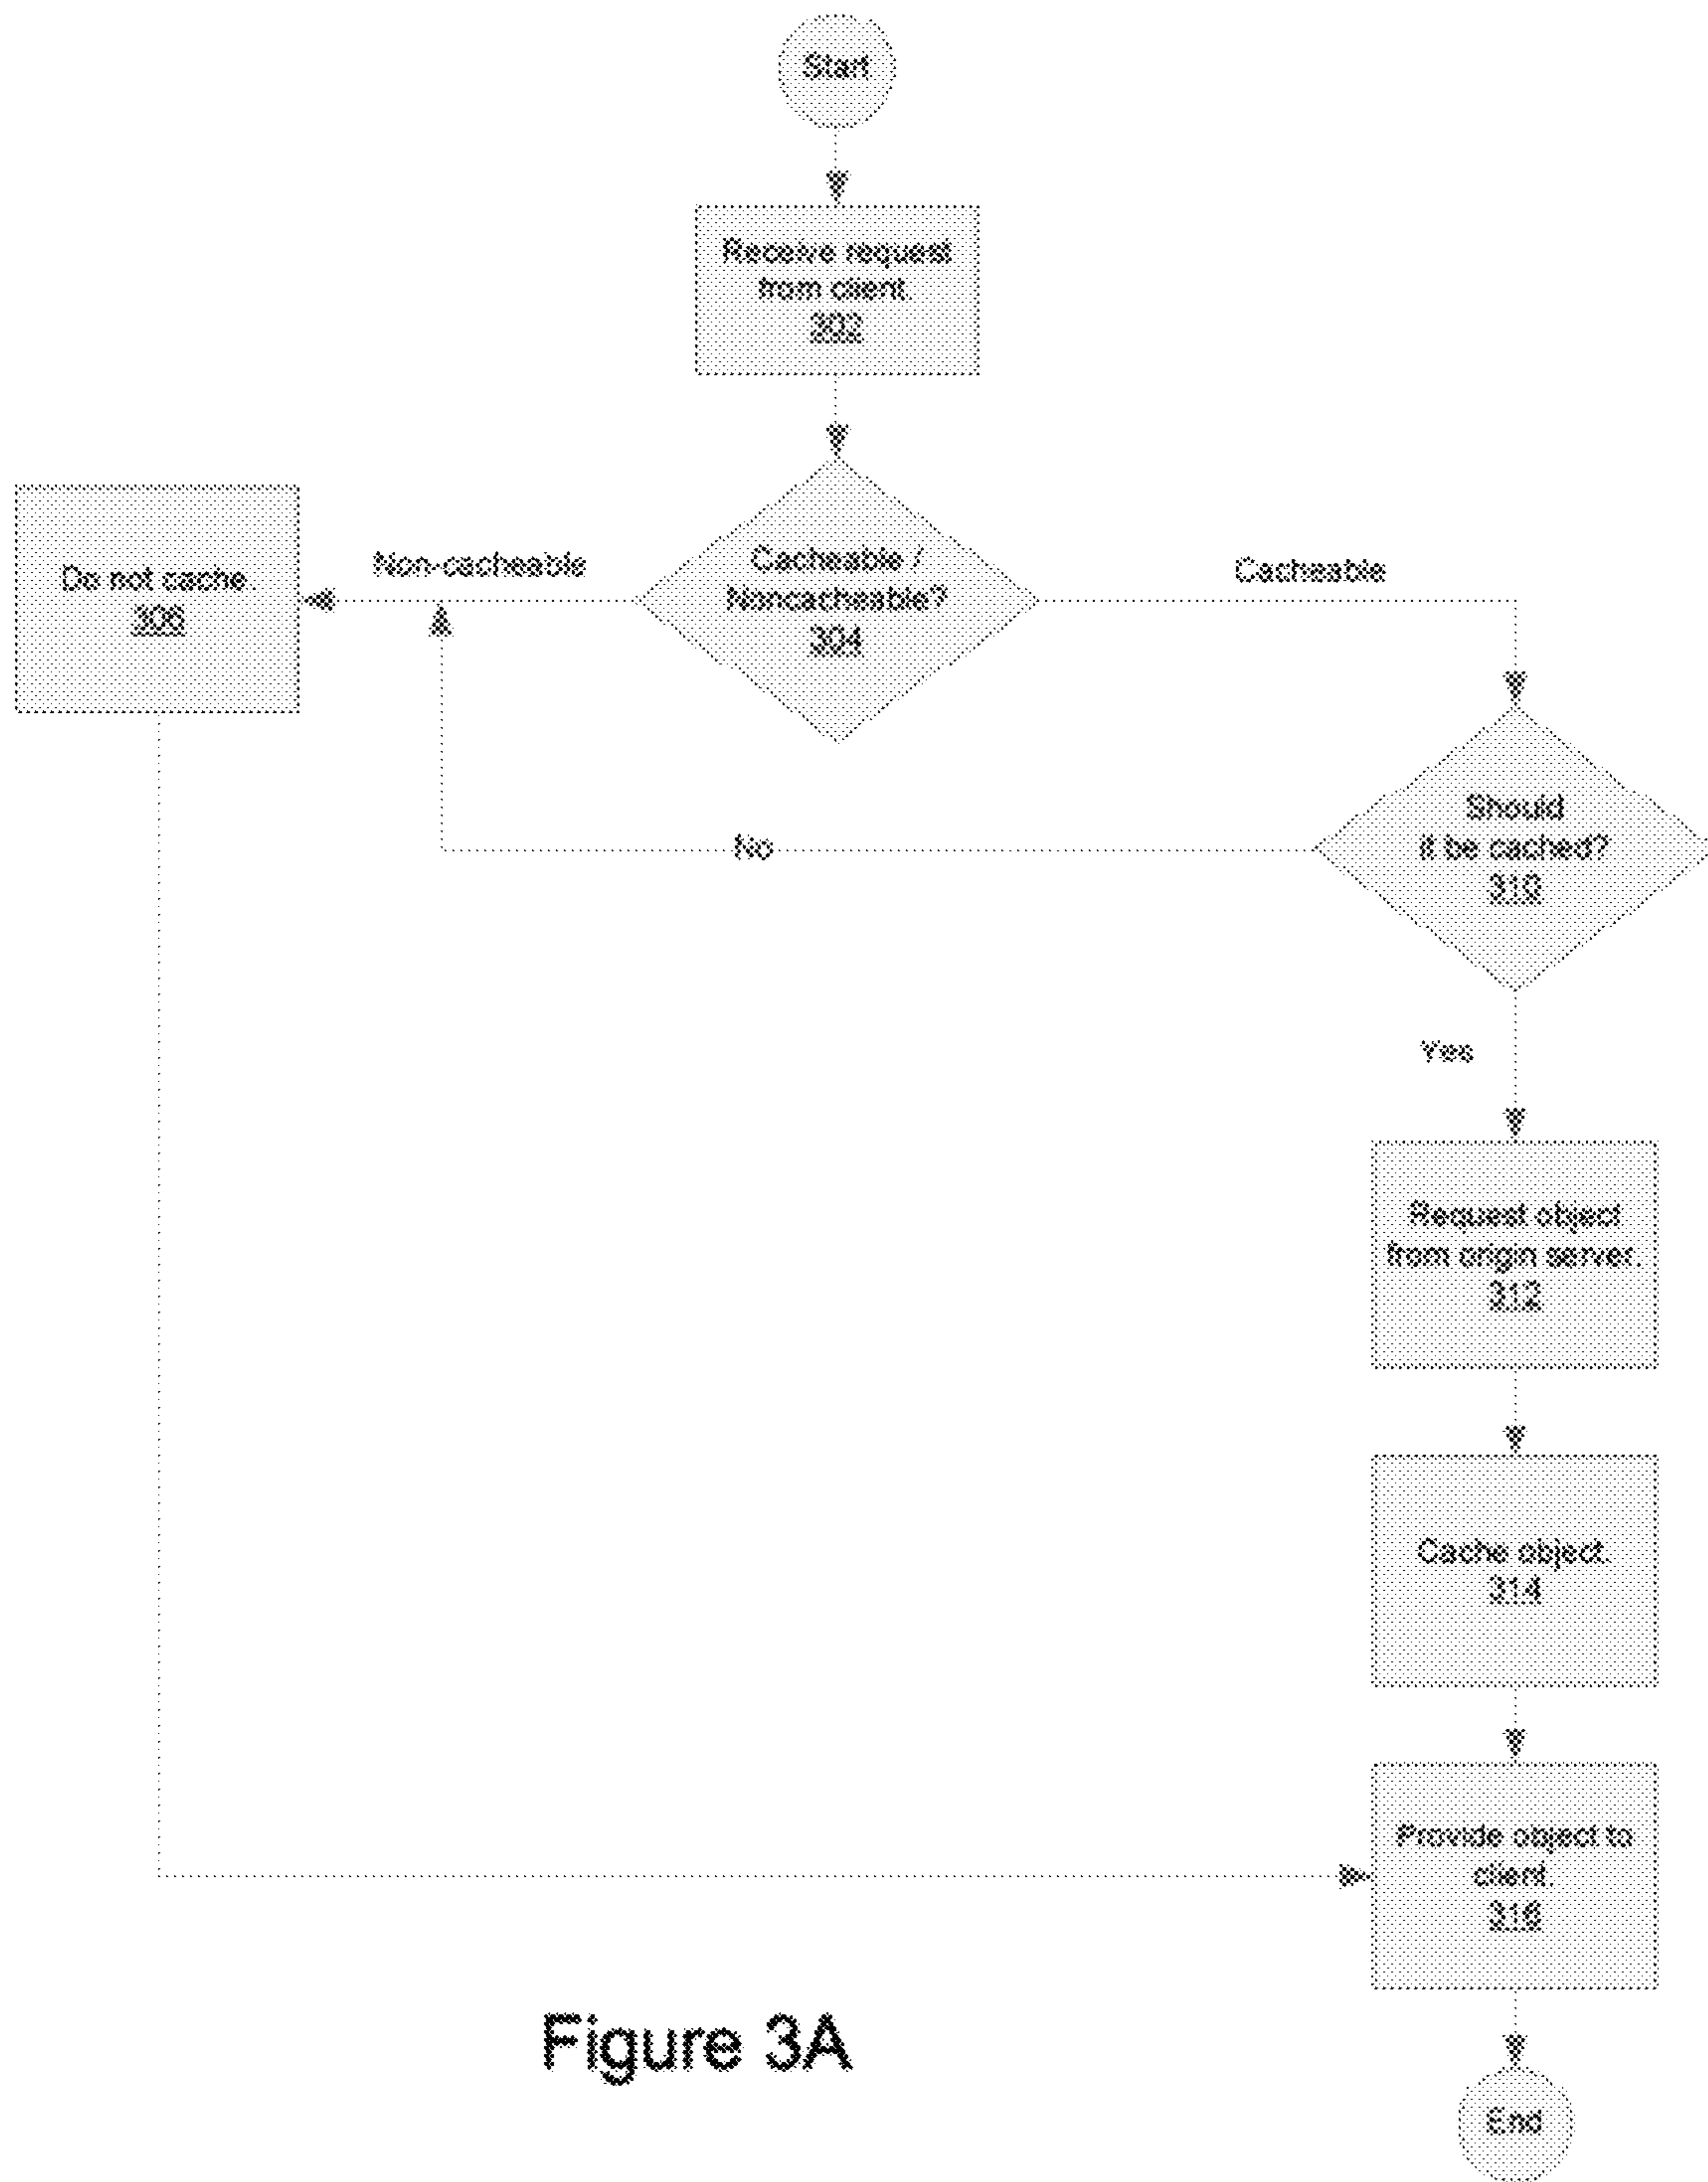 Start
Receive request
from client.
302
Cacheable /
Noncacheable?
304
Non-cacheable
Do not cache
306
Cacheable
Should
it be cached?
310
No
Yes
Request object
from origin server.
312
Cache object.
314
Provide object to
client.
316
End
Figure 3A